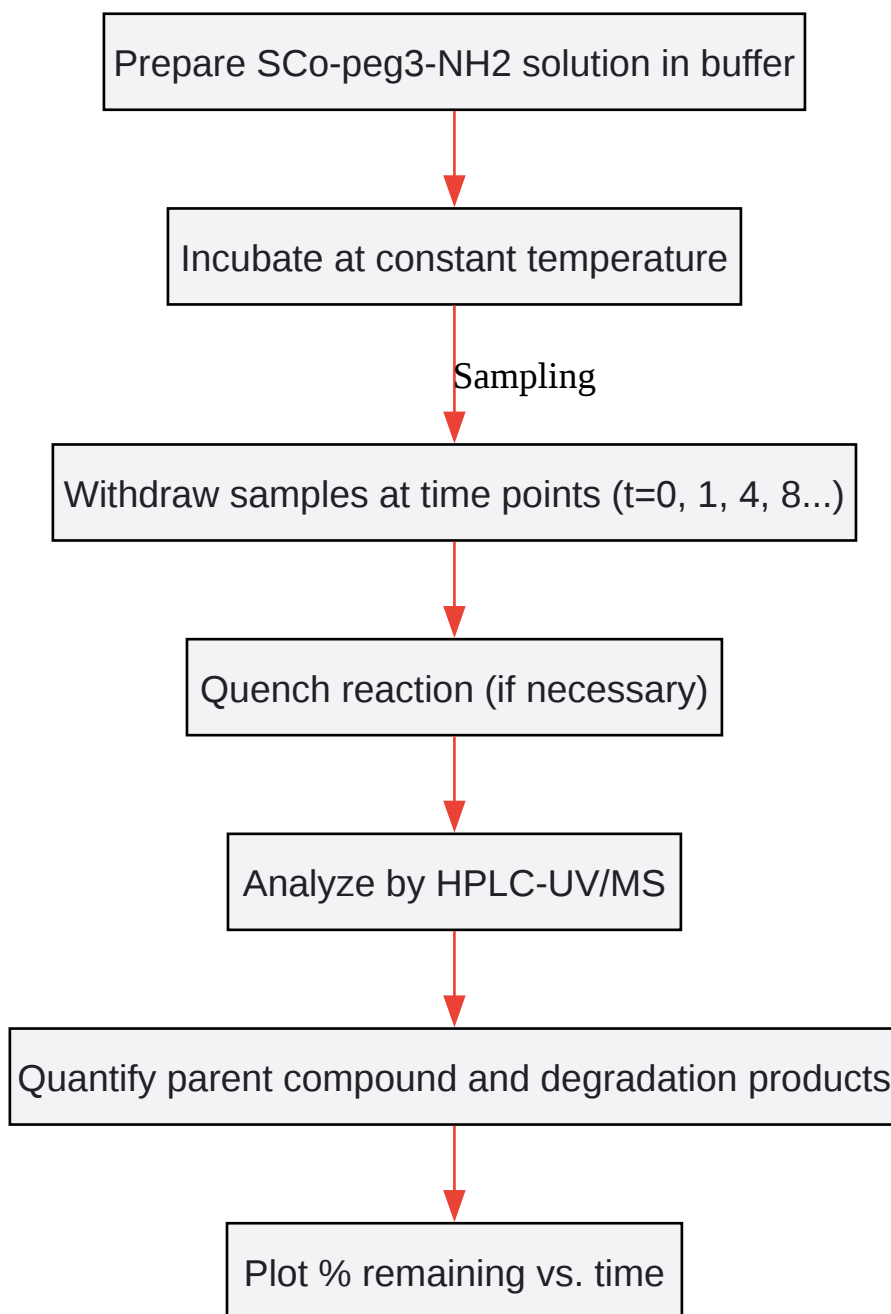 Prepare SCo-peg3-NH2 solution in buffer
Incubate at constant temperature
Sampling
Withdraw samples at time points (t=0, 1, 4, 8...)
Quench reaction (if necessary)
Analyze by HPLC-UV/MS
Quantify parent compound and degradation products
Plot % remaining vs. time